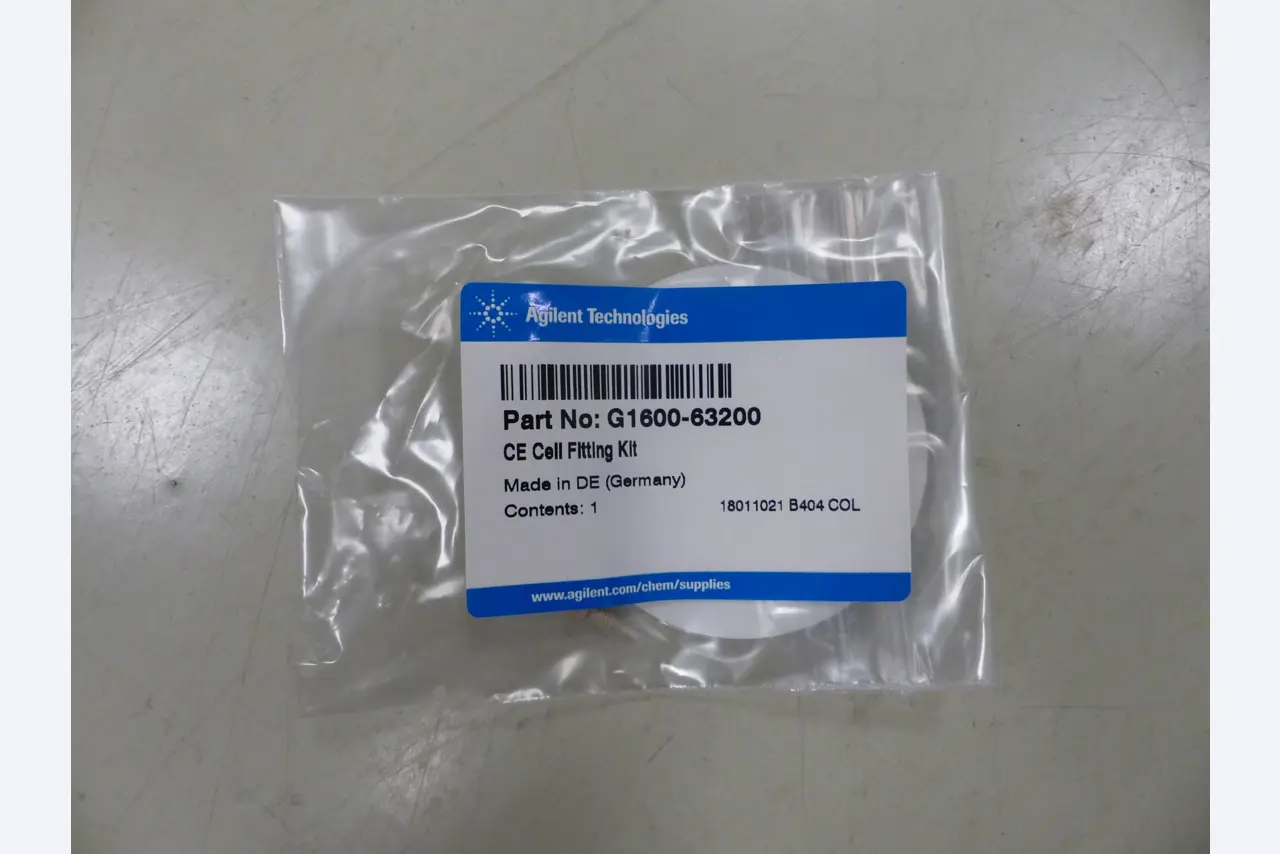 Agilent Technologies
Part No: G1600-63200
CE Cell Fitting Kit
Made in DE (Germany)
Contents: 1
18011021 B404 COL
www.agilent.com/chem/supplies